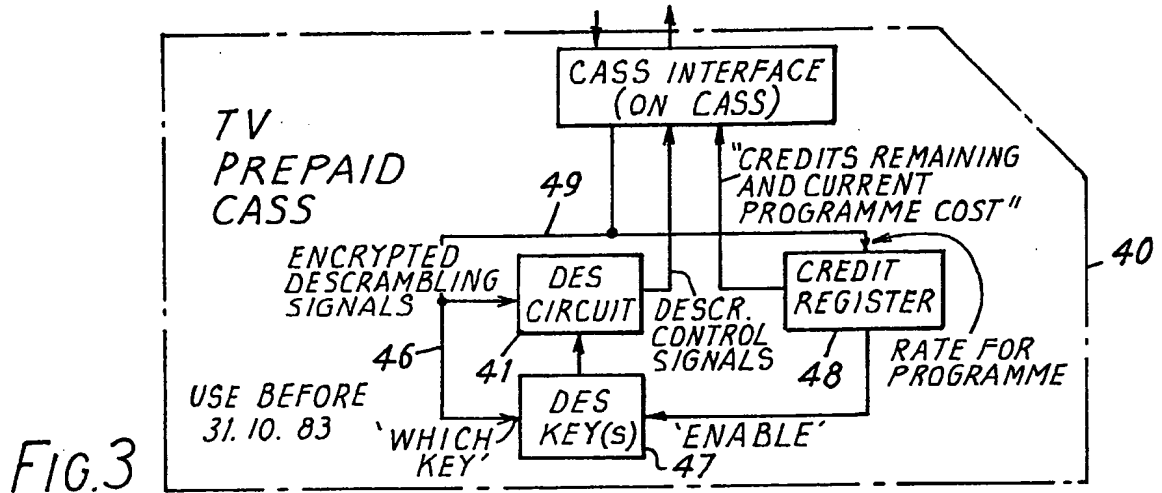 CASS INTERFACE
(ON CASS)
TV
PREPAID
CASS
"CREDITS REMAINING
AND CURRENT
PROGRAMME COST"
49
40
ENCRYPTED
DESCRAMBLING
SIGNALS
DES
CIRCUIT
CREDIT
REGISTER
DESCR.
CONTROL
SIGNALS
46
41
48
RATE FOR
PROGRAMME
USE BEFORE
31.10.83
DES
KEY(S)
'WHICH
KEY'
'ENABLE'
47
FIG.3